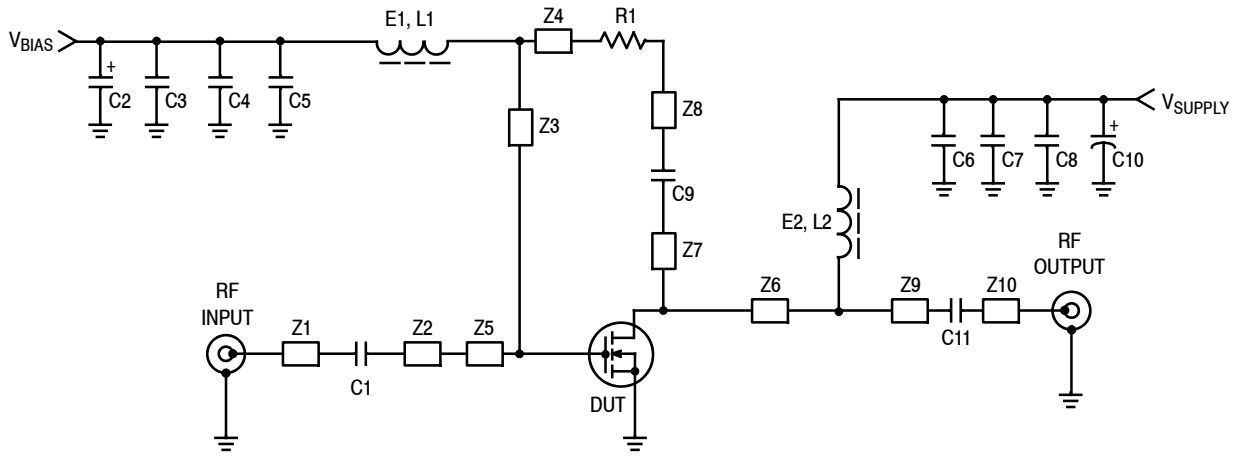 E1, L1
Z4
R1
VBIAS
+
C2
C3
C4
C5
Z3
Z8
C9
Z7
VSUPPLY
+
C6
C7
C8
C10
E2, L2
RF
INPUT
Z1
C1
Z2
Z5
DUT
Z6
Z9
C11
Z10
RF
OUTPUT